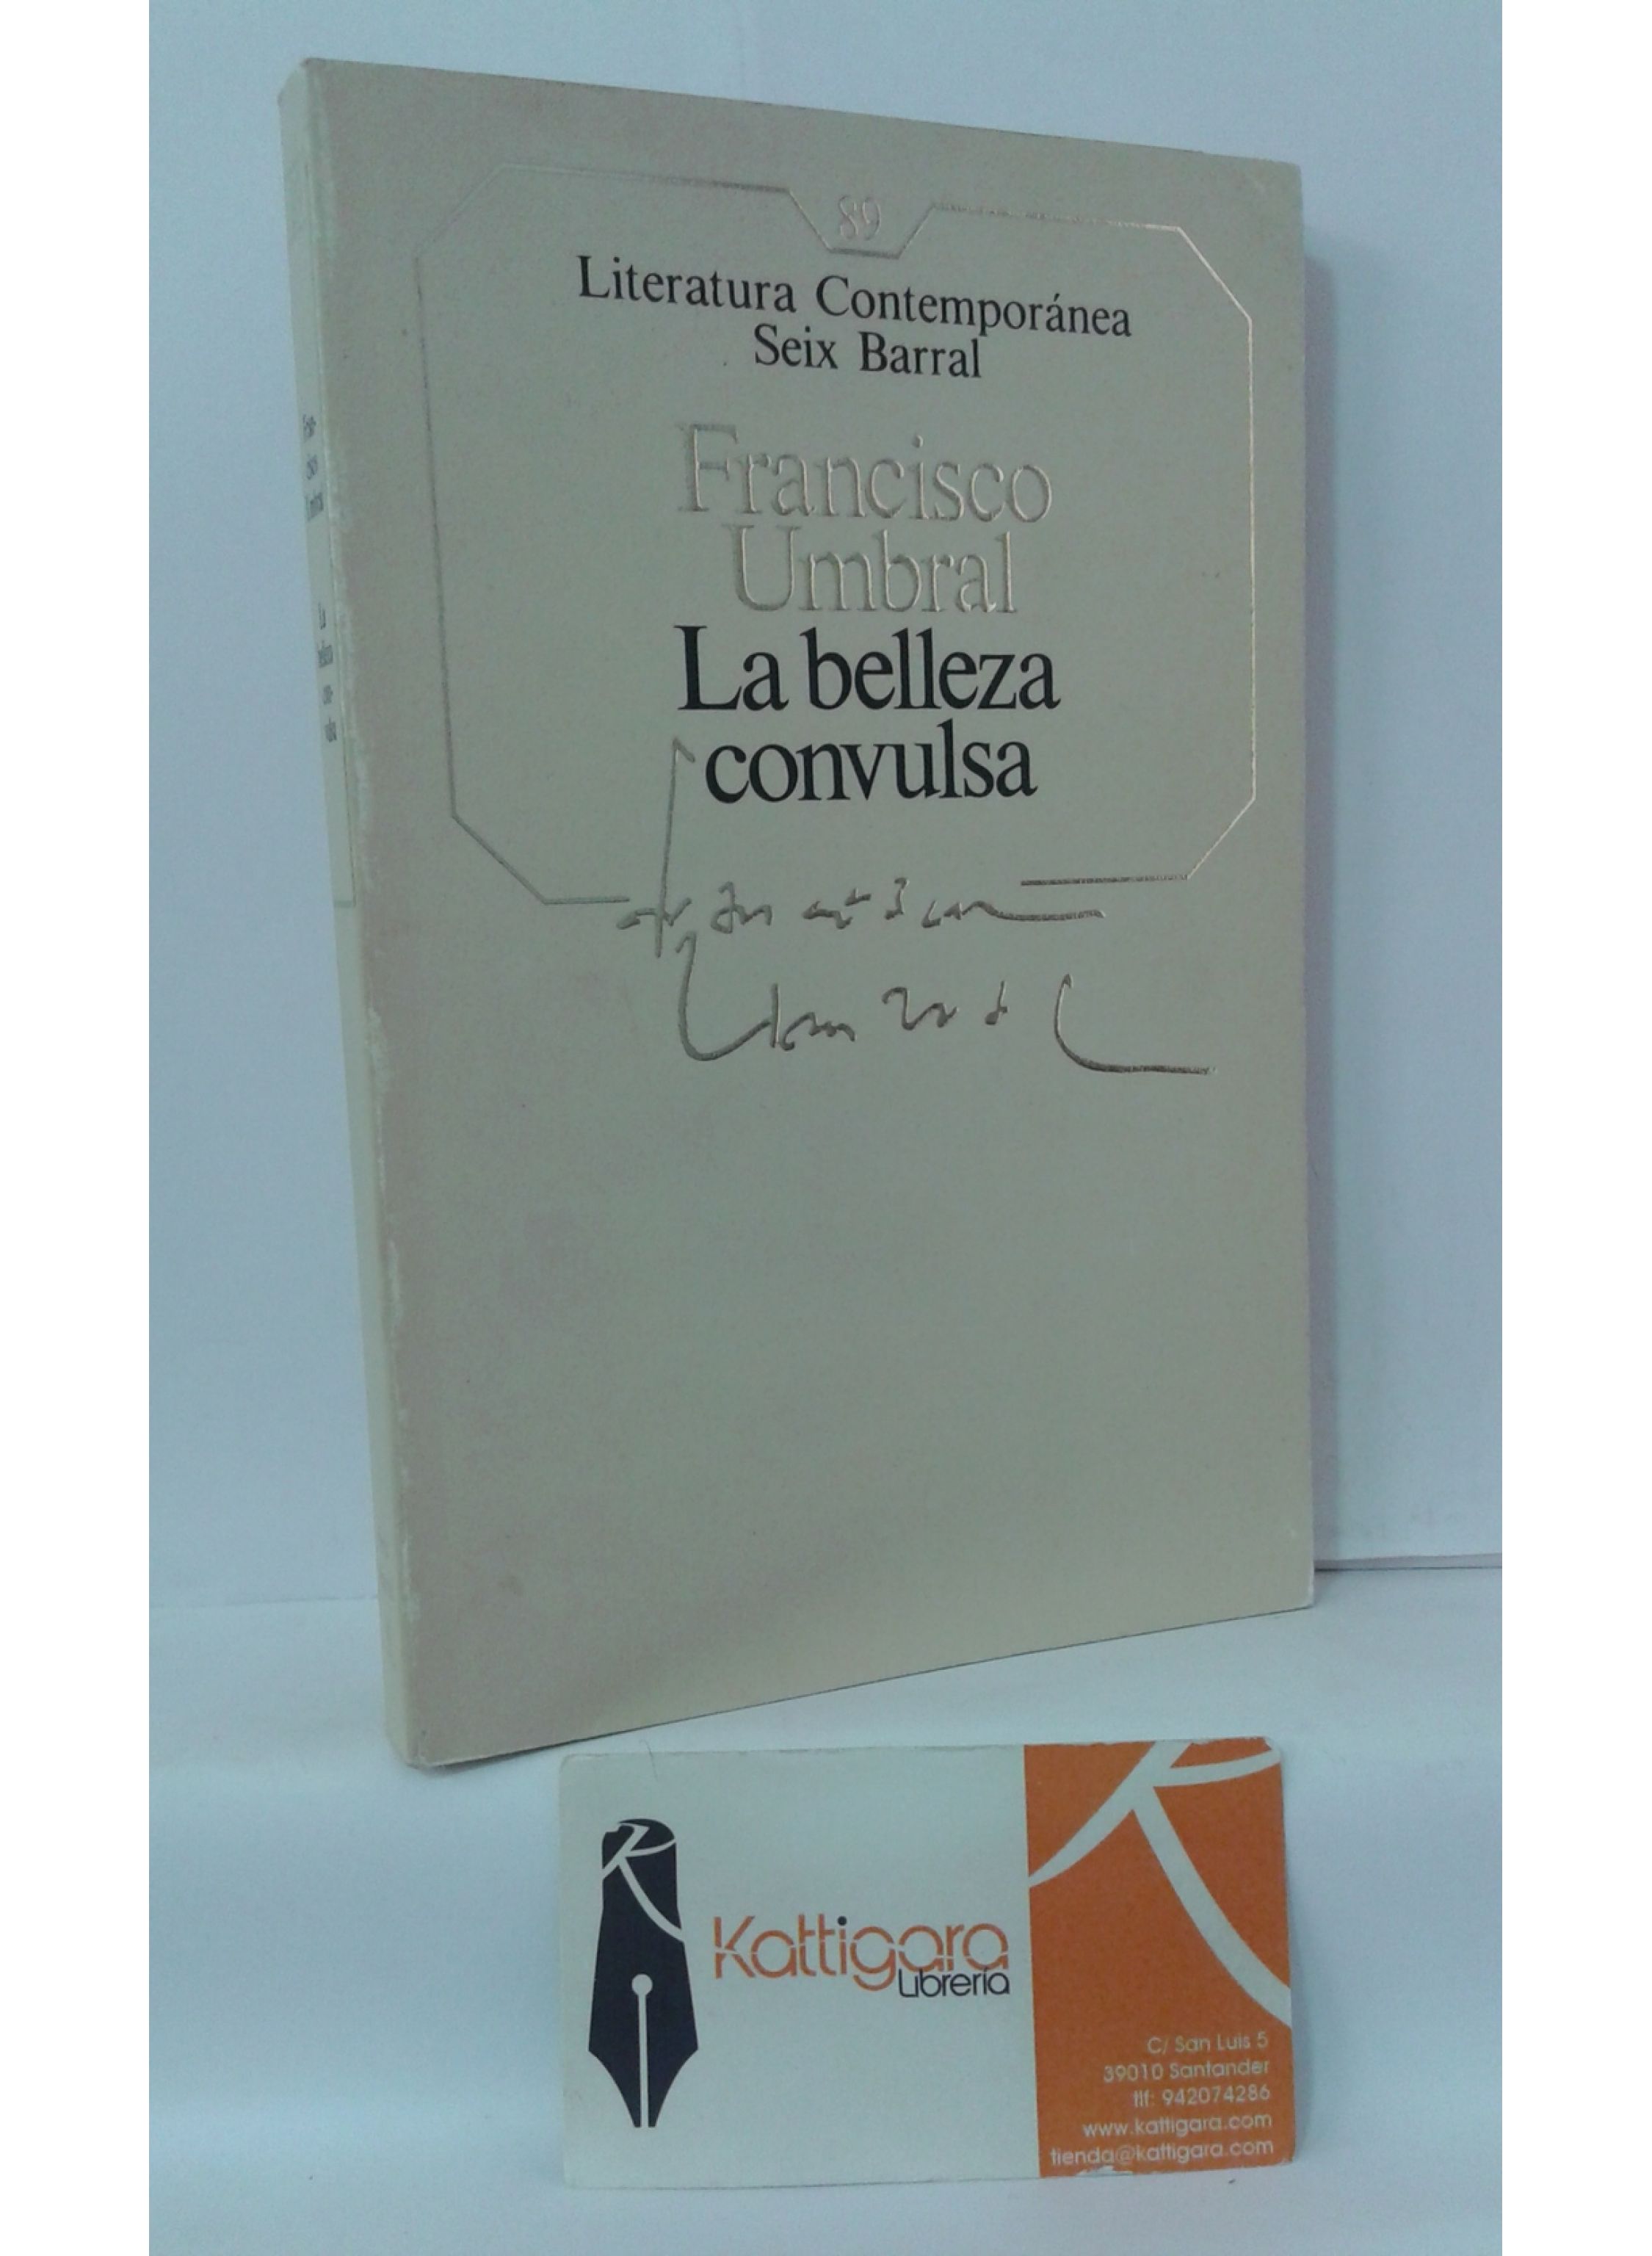 89
Literatura Contemporánea
Seix Barral
Francisco
Umbral
La belleza
convulsa
Kattigara
Librería
C/ San Luis 5
39010 Santander
tlf: 942074286
www.kattigara.com
tienda@kattigara.com